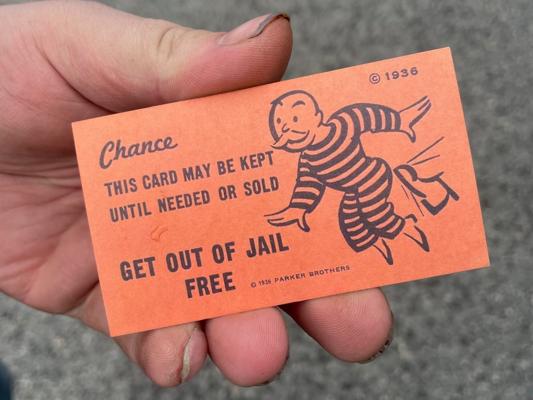 © 1936
Chance
THIS CARD MAY BE KEPT
UNTIL NEEDED OR SOLD
GET OUT OF JAIL
FREE
© 1936 PARKER BROTHERS